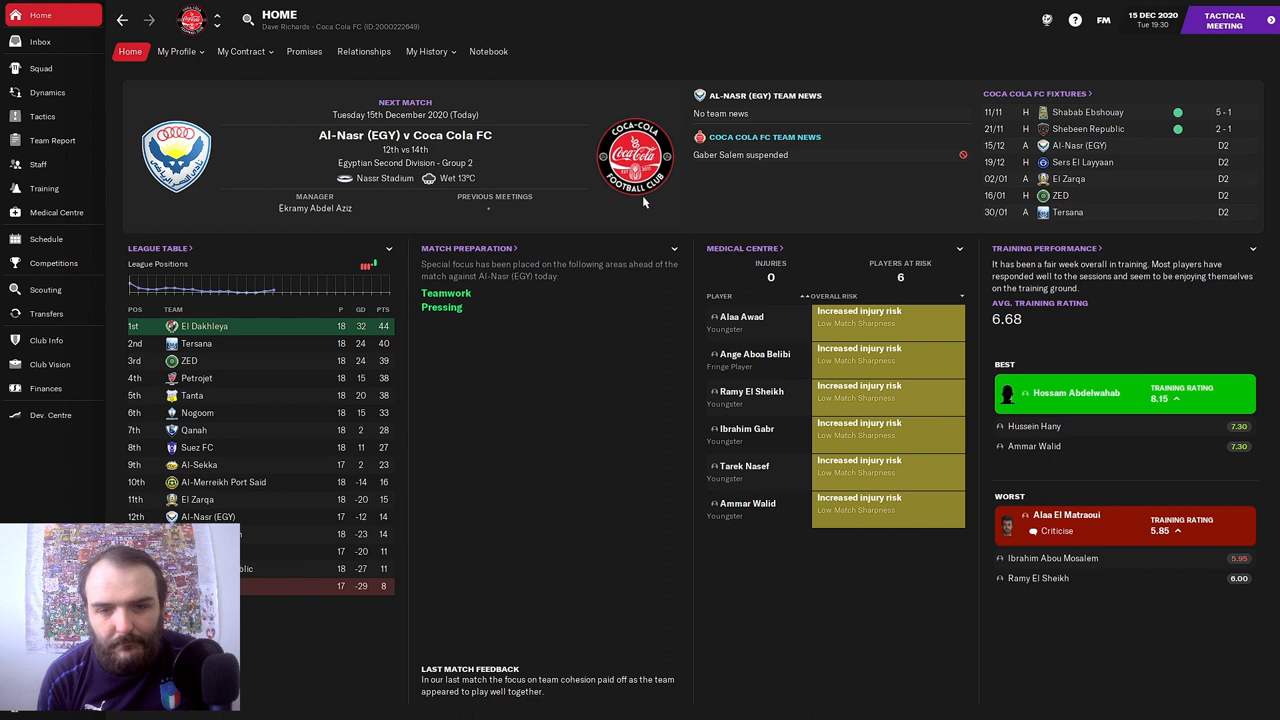 Home
Inbox
Squad
Dynamics
Tactics
Team Report
Staff
Training
Medical Centre
Schedule
Competitions
Scouting
Transfers
Club Info
Club Vision
Finances
Dev. Centre
HOME
Dave Richards - Coca Cola FC (ID:2000222649)
FM
15 DEC 2020
Tue 19:30
TACTICAL
MEETING
Home
My Profile
My Contract
Promises
Relationships
My History
Notebook
NEXT MATCH
Tuesday 15th December 2020 (Today)
Al-Nasr (EGY) v Coca Cola FC
12th vs 14th
Egyptian Second Division - Group 2
Nassr Stadium
Wet 13ºC
MANAGER
Ekramy Abdel Aziz
PREVIOUS MEETINGS
-
COCA-COLA
Coca-Cola
FOOTBALL CLUB
AL-NASR (EGY) TEAM NEWS
No team news
COCA COLA FC TEAM NEWS
Gaber Salem suspended
COCA COLA FC FIXTURES >
11/11 H Shabab Ebshouay 5 - 1
21/11 H Shebeen Republic 2 - 1
15/12 A Al-Nasr (EGY) D2
19/12 H Sers El Layyaan D2
02/01 A El Zarqa D2
16/01 H ZED D2
30/01 A Tersana D2
LEAGUE TABLE >
League Positions
POS TEAM P GD PTS
1st El Dakhleya 18 32 44
2nd Tersana 18 24 40
3rd ZED 18 24 39
4th Petrojet 18 15 38
5th Tanta 18 20 38
6th Nogoom 18 15 33
7th Qanah 18 2 28
8th Suez FC 18 11 27
9th Al-Sekka 17 2 23
10th Al-Merreikh Port Said 18 -14 16
11th El Zarqa 18 -20 15
12th Al-Nasr (EGY) 17 -12 14
18 -23 14
17 -20 11
18 -27 11
17 -29 8
MATCH PREPARATION >
Special focus has been placed on the following areas ahead of the
match against Al-Nasr (EGY) today:
Teamwork
Pressing
LAST MATCH FEEDBACK
In our last match the focus on team cohesion paid off as the team
appeared to play well together.
MEDICAL CENTRE >
INJURIES
0
PLAYERS AT RISK
6
PLAYER OVERALL RISK
Alaa Awad
Youngster
Increased injury risk
Low Match Sharpness
Ange Aboa Belibi
Fringe Player
Increased injury risk
Low Match Sharpness
Ramy El Sheikh
Youngster
Increased injury risk
Low Match Sharpness
Ibrahim Gabr
Youngster
Increased injury risk
Low Match Sharpness
Tarek Nasef
Youngster
Increased injury risk
Low Match Sharpness
Ammar Walid
Youngster
Increased injury risk
Low Match Sharpness
TRAINING PERFORMANCE >
It has been a fair week overall in training. Most players have
responded well to the sessions and seem to be enjoying themselves
on the training ground.
AVG. TRAINING RATING
6.68
BEST
Hossam Abdelwahab
TRAINING RATING
8.15
Hussein Hany 7.30
Ammar Walid 7.30
WORST
Alaa El Matraoui
Criticise
TRAINING RATING
5.85
Ibrahim Abou Mosalem 5.95
Ramy El Sheikh 6.00